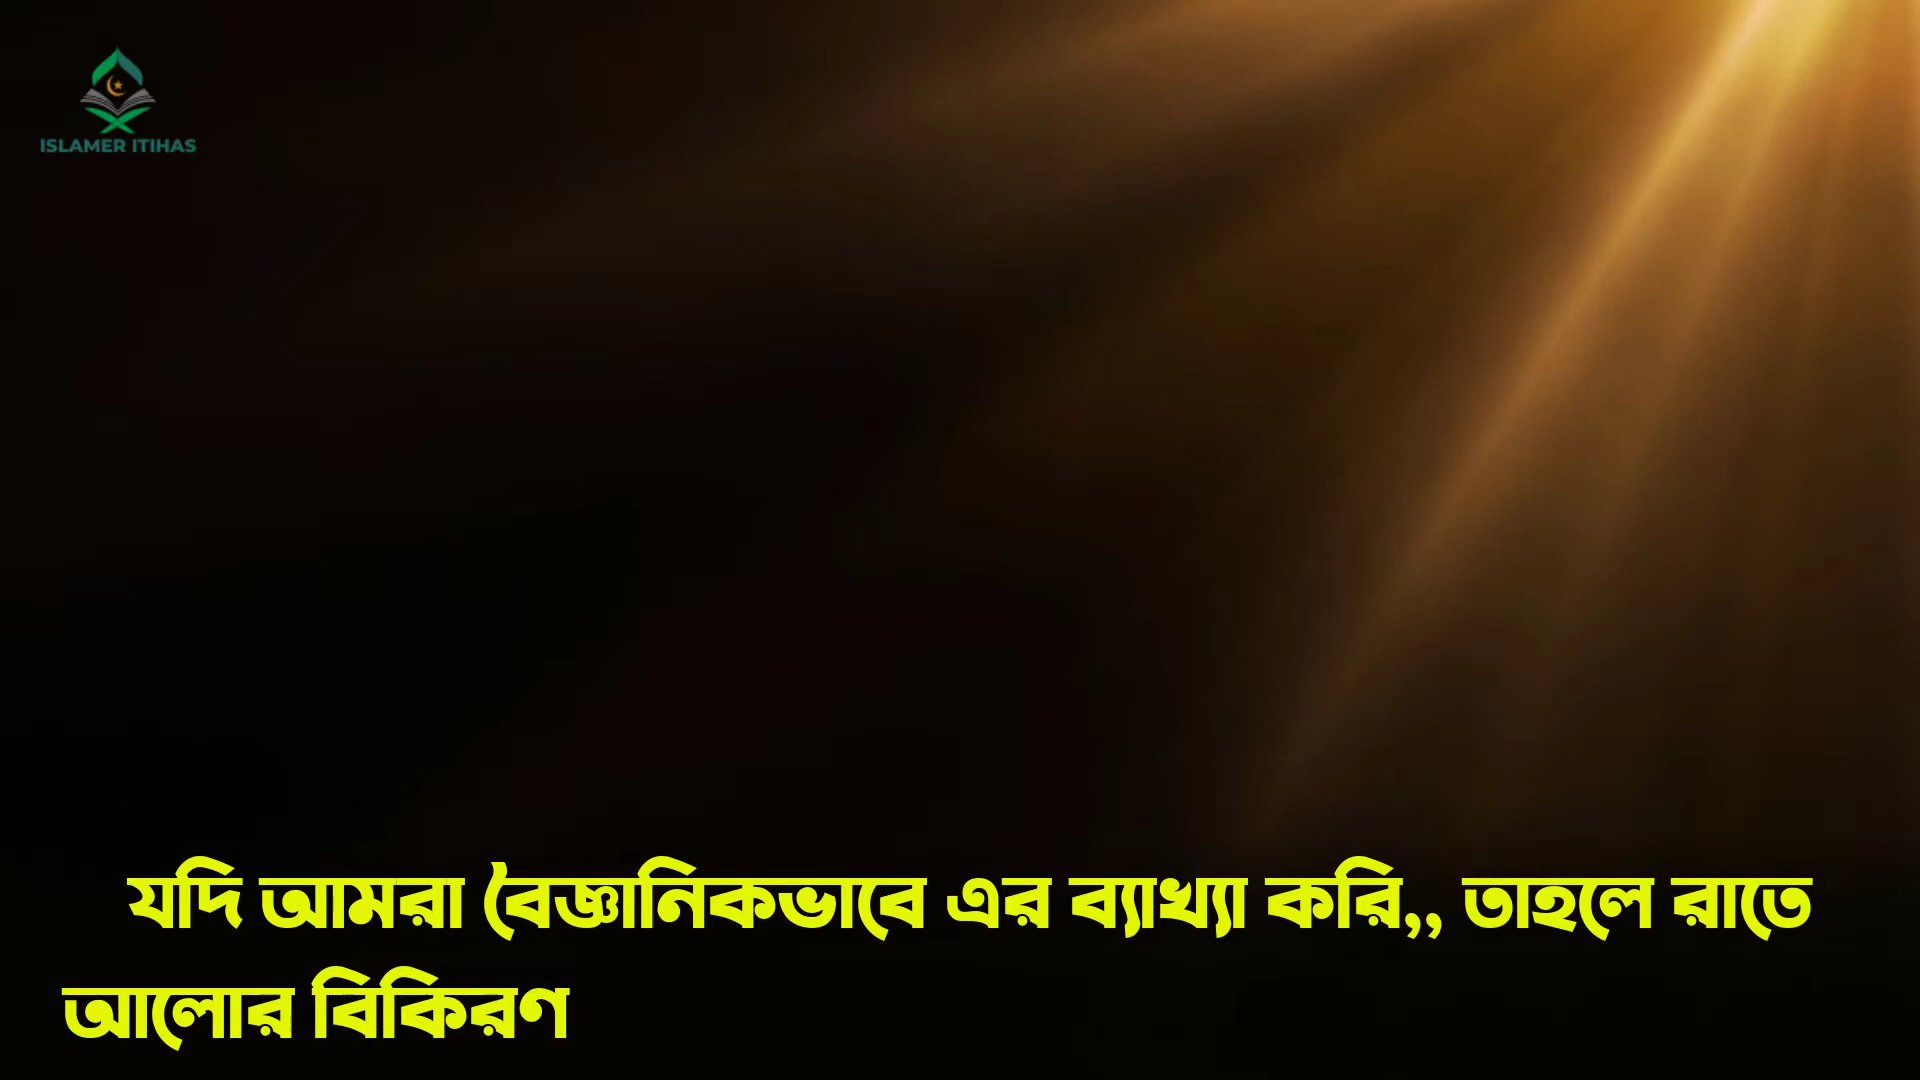 ISLAMER ITIHAS
যদি আমরা বৈজ্ঞানিকভাবে এর ব্যাখ্যা করি,, তাহলে রাতে
আলোর বিকিরণ